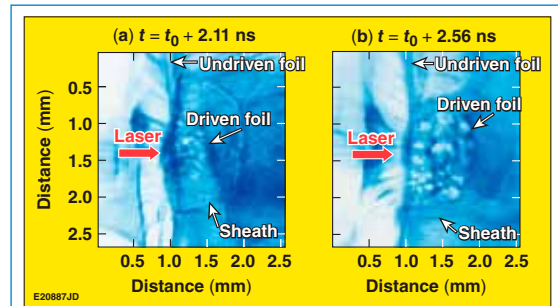 (a) t = t0 + 2.11 ns
(b) t = t0 + 2.56 ns
Undriven foil
Driven foil
Laser
Sheath
Undriven foil
Driven foil
Laser
Sheath
Distance (mm)
0.5
1.0
1.5
2.0
2.5
0.5 1.0 1.5 2.0 2.5
0.5 1.0 1.5 2.0 2.5
Distance (mm)
Distance (mm)
E20887JD